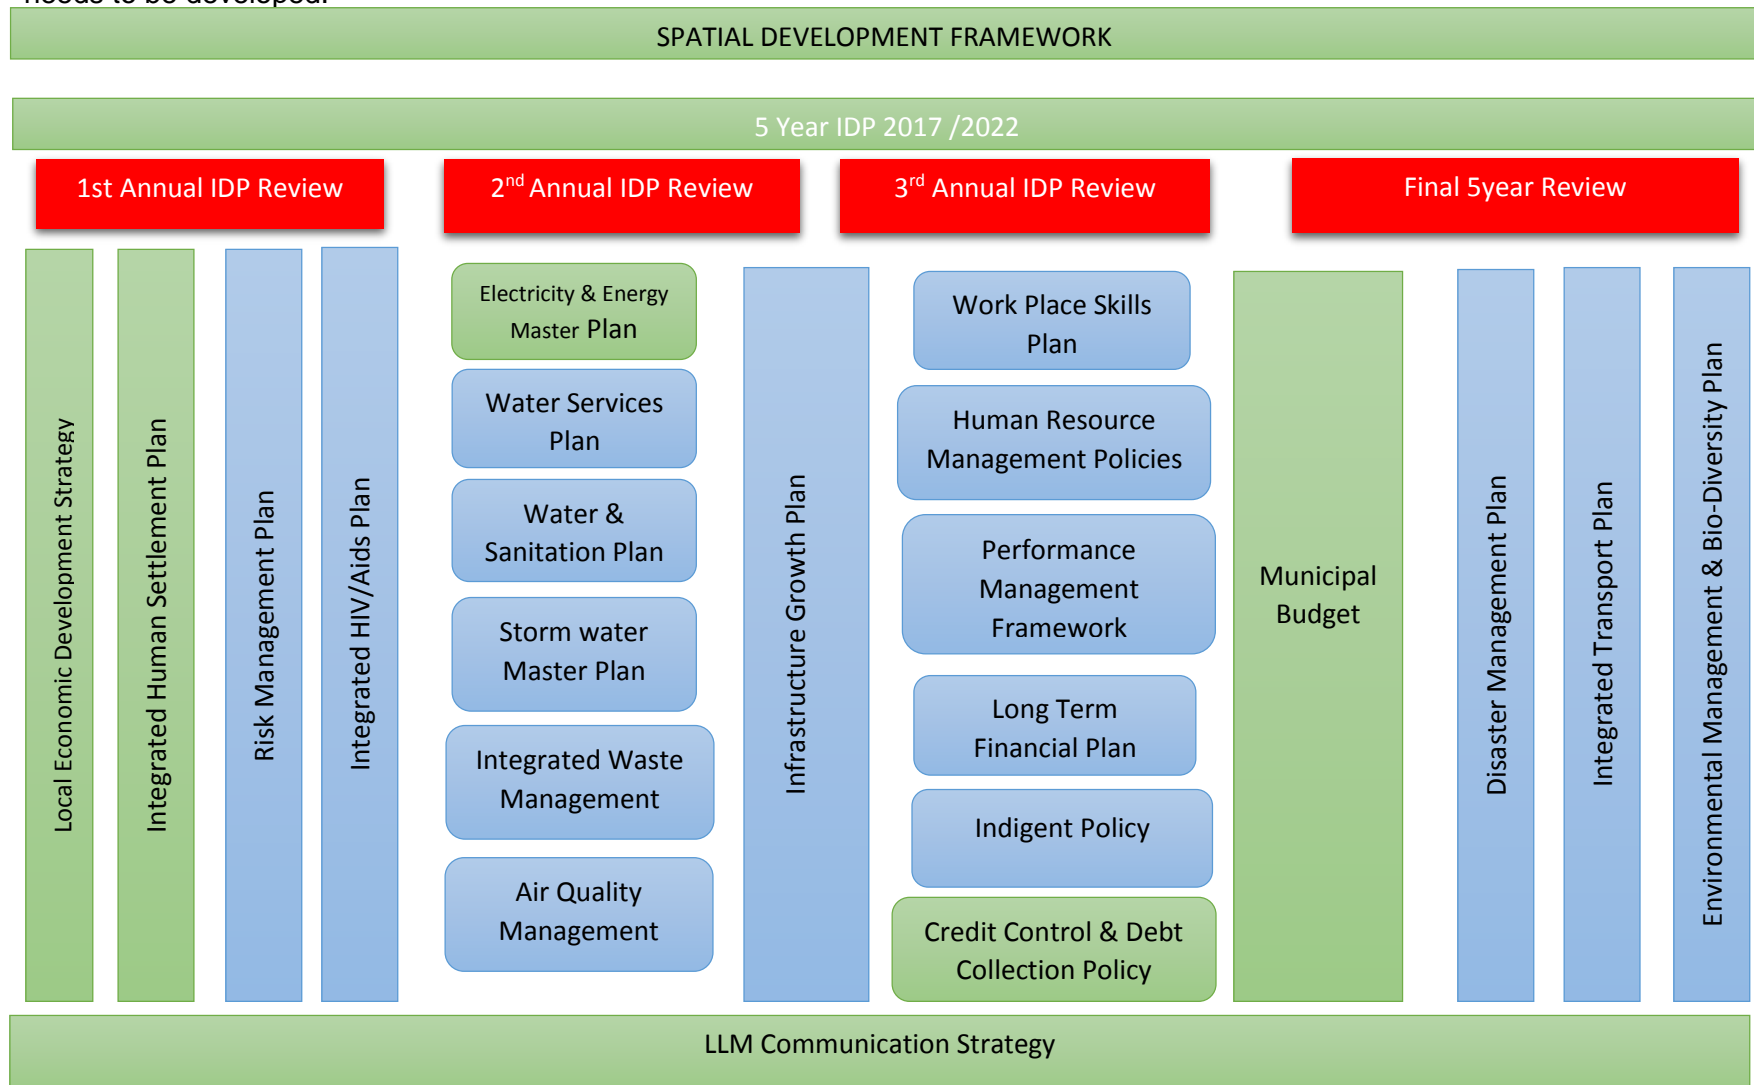 needs to be developed.
SPATIAL DEVELOPMENT FRAMEWORK
5 Year IDP 2017 /2022
1st Annual IDP Review
2nd Annual IDP Review
3rd Annual IDP Review
Final 5year Review
Local Economic Development Strategy
Integrated Human Settlement Plan
Risk Management Plan
Integrated HIV/Aids Plan
Electricity & Energy
Master Plan
Water Services
Plan
Water &
Sanitation Plan
Storm water
Master Plan
Integrated Waste
Management
Air Quality
Management
Infrastructure Growth Plan
Work Place Skills
Plan
Human Resource
Management Policies
Performance
Management
Framework
Long Term
Financial Plan
Indigent Policy
Credit Control & Debt
Collection Policy
Municipal
Budget
Disaster Management Plan
Integrated Transport Plan
Environmental Management & Bio-Diversity Plan
LLM Communication Strategy